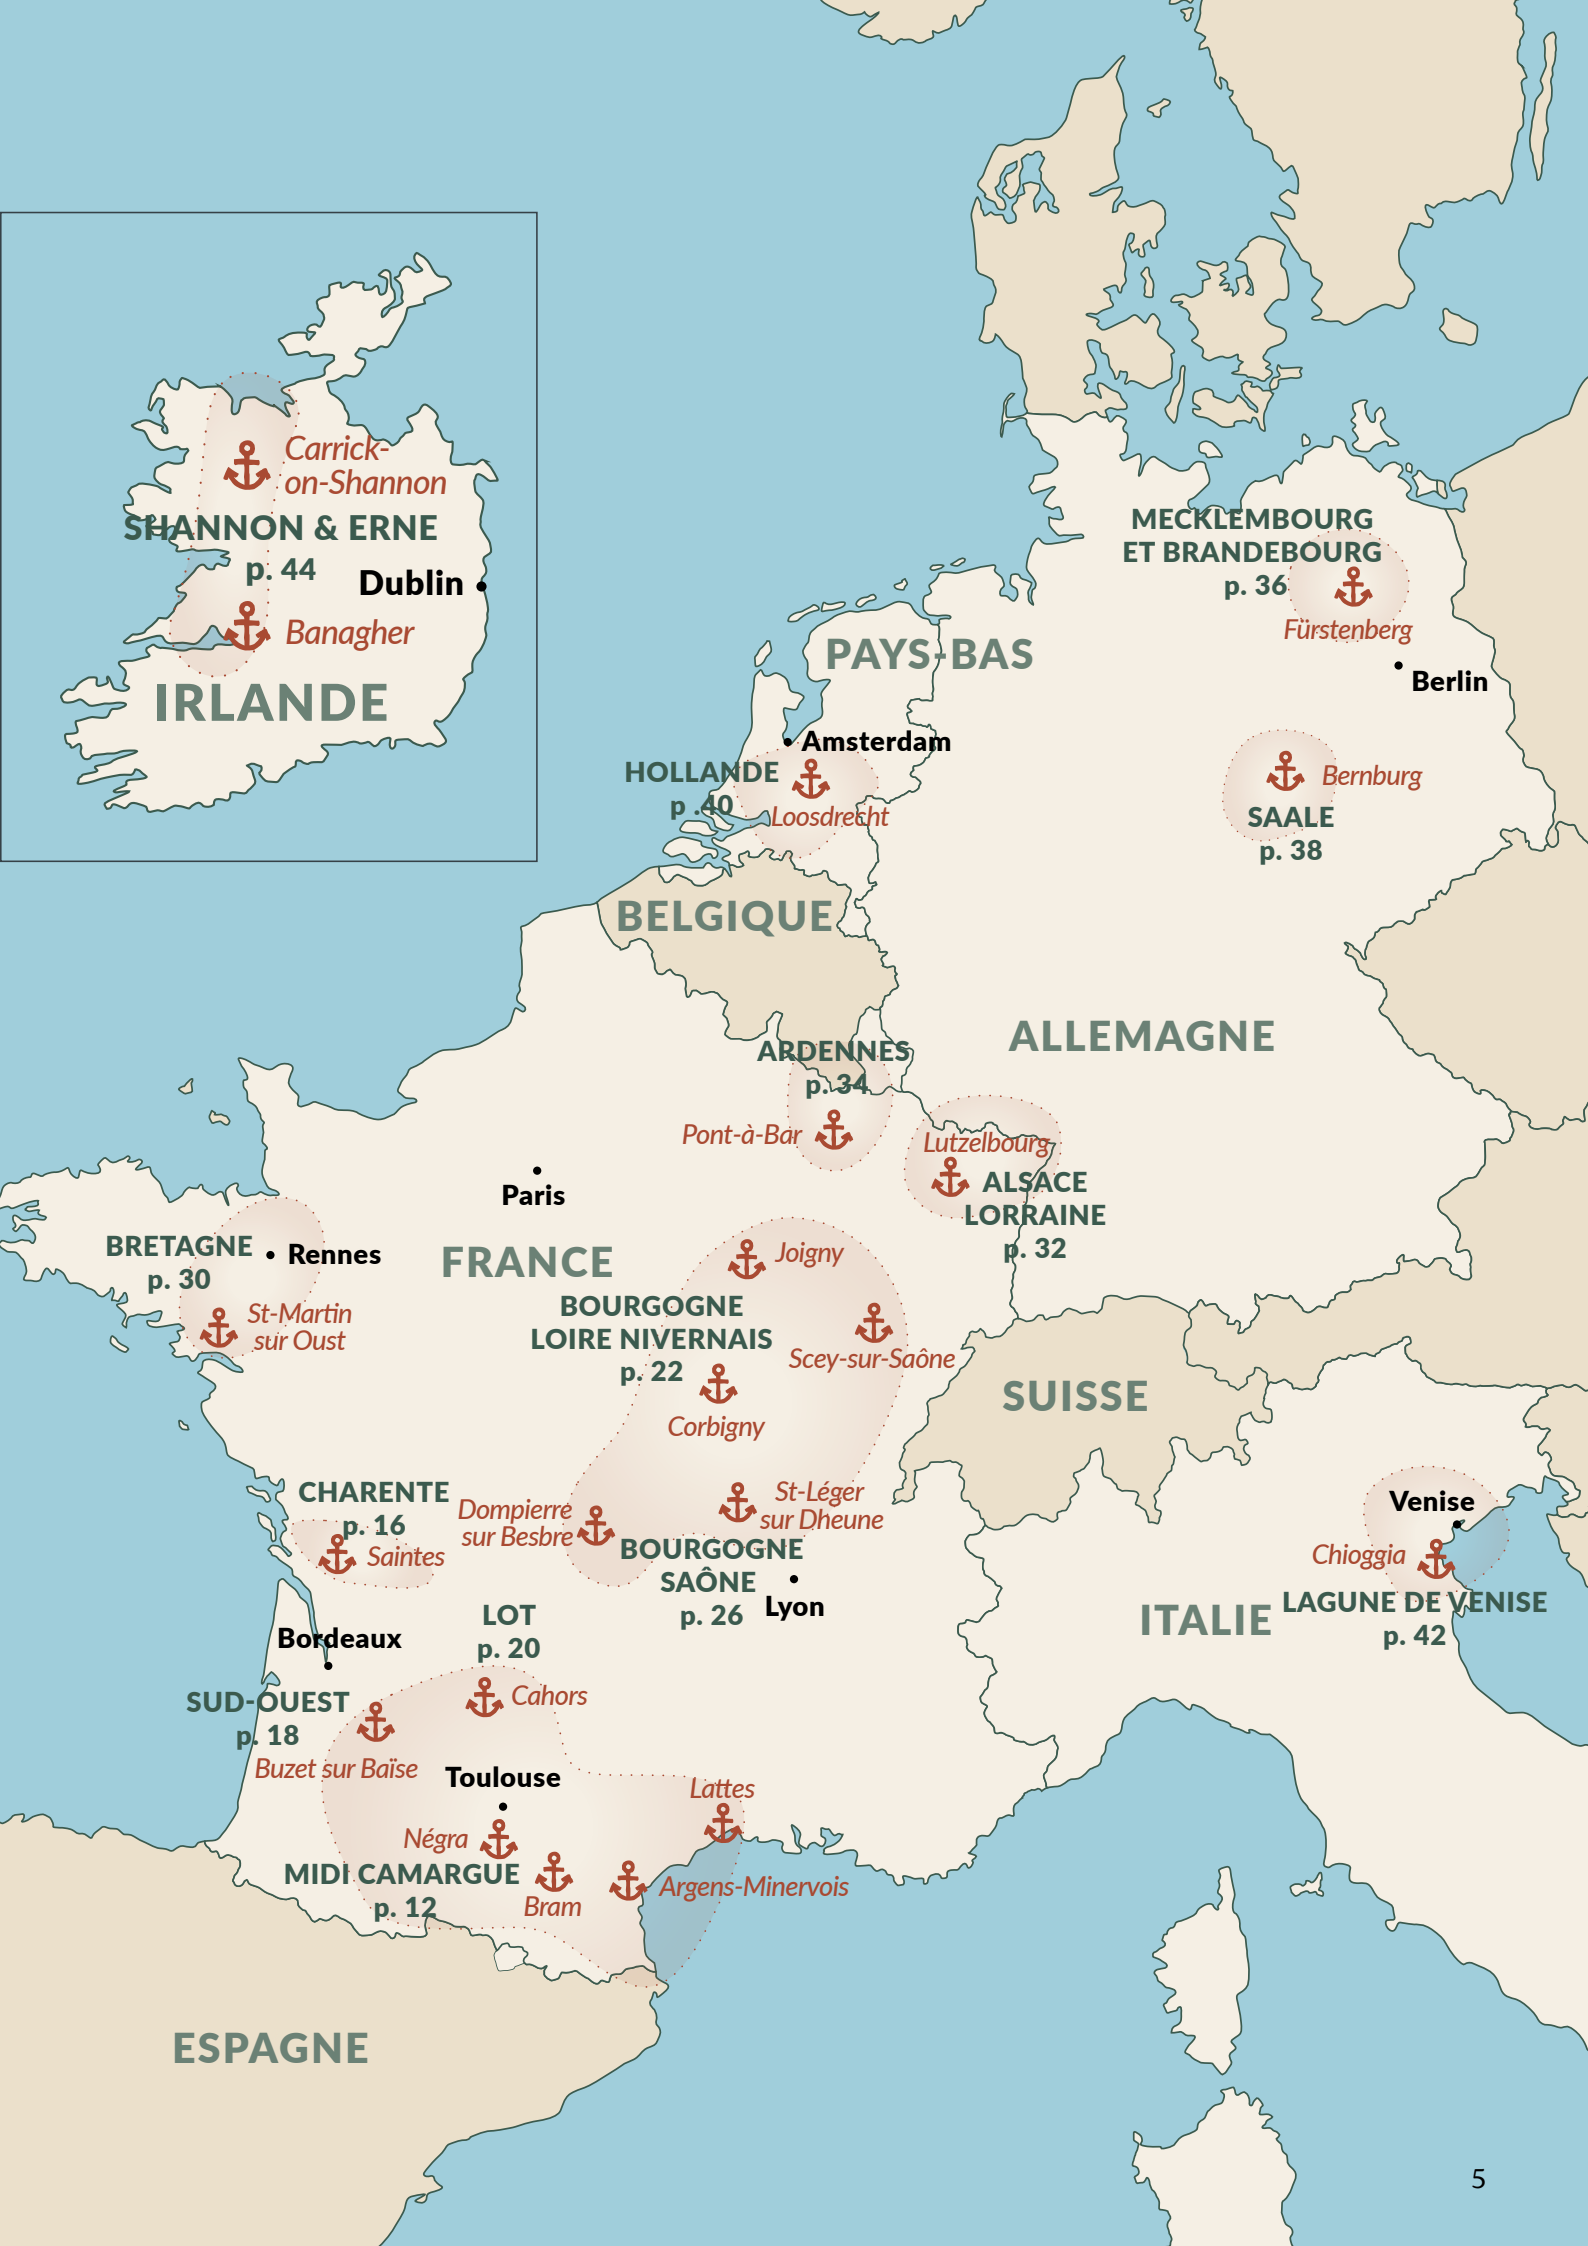 Carrick-
on-Shannon
SHANNON & ERNE
p. 44
Dublin
Banagher
IRLANDE
MECKLEMBOURG
ET BRANDEBOURG
p. 36
Fürstenberg
Berlin
PAYS-BAS
Amsterdam
HOLLANDE
p .40
Loosdrecht
Bernburg
SAALE
p. 38
BELGIQUE
ALLEMAGNE
ARDENNES
p. 34
Pont-à-Bar
Lutzelbourg
ALSACE
LORRAINE
p. 32
Paris
BRETAGNE
p. 30
Rennes
St-Martin
sur Oust
FRANCE
Joigny
BOURGOGNE
LOIRE NIVERNAIS
p. 22
Scey-sur-Saône
Corbigny
SUISSE
CHARENTE
p. 16
Saintes
Dompierre
sur Besbre
St-Léger
sur Dheune
BOURGOGNE
SAÔNE
p. 26
Lyon
Venise
Chioggia
LAGUNE DE VENISE
p. 42
ITALIE
LOT
p. 20
Bordeaux
Cahors
SUD-OUEST
p. 18
Buzet sur Baïse
Toulouse
Lattes
Négra
MIDI CAMARGUE
p. 12
Bram
Argens-Minervois
ESPAGNE
5